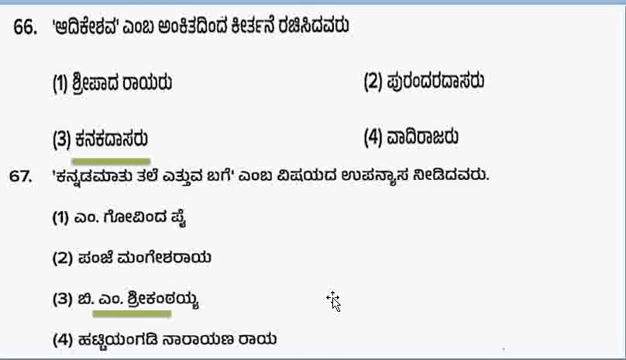 66. 'ಆದಿಕೇಶವ' ಎಂಬ ಅಂಕಿತದಿಂದ ಕೀರ್ತನೆ ರಚಿಸಿದವರು
(1) ಶ್ರೀಪಾದ ರಾಯರು (2) ಪುರಂದರದಾಸರು
(3) ಕನಕದಾಸರು (4) ವಾದಿರಾಜರು
67. 'ಕನ್ನಡಮಾತು ತಲೆ ಎತ್ತುವ ಬಗೆ' ಎಂಬ ವಿಷಯದ ಉಪನ್ಯಾಸ ನೀಡಿದವರು.
(1) ಎಂ. ಗೋವಿಂದ ಪೈ
(2) ಪಂಜೆ ಮಂಗೇಶರಾಯ
(3) ಬಿ. ಎಂ. ಶ್ರೀಕಂಠಯ್ಯ
(4) ಹಟ್ಟಿಯಂಗಡಿ ನಾರಾಯಣ ರಾಯ